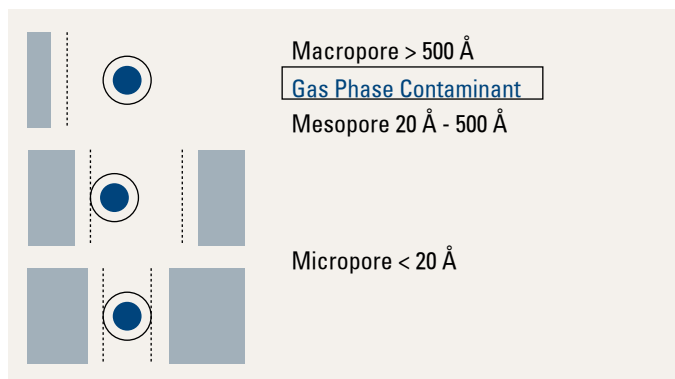 Macropore > 500 Å
Gas Phase Contaminant
Mesopore 20 Å - 500 Å
Micropore < 20 Å